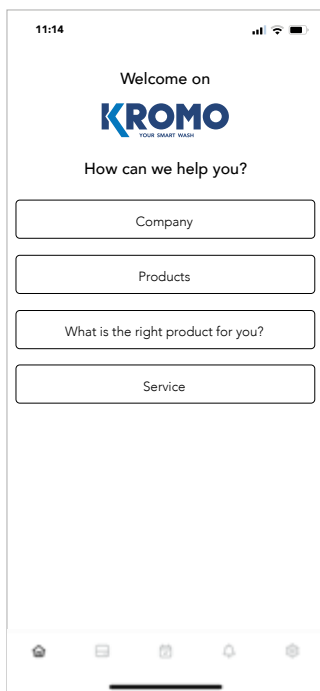 11:14
Welcome on
KROMO
YOUR SMART WASH
How can we help you?
Company
Products
What is the right product for you?
Service